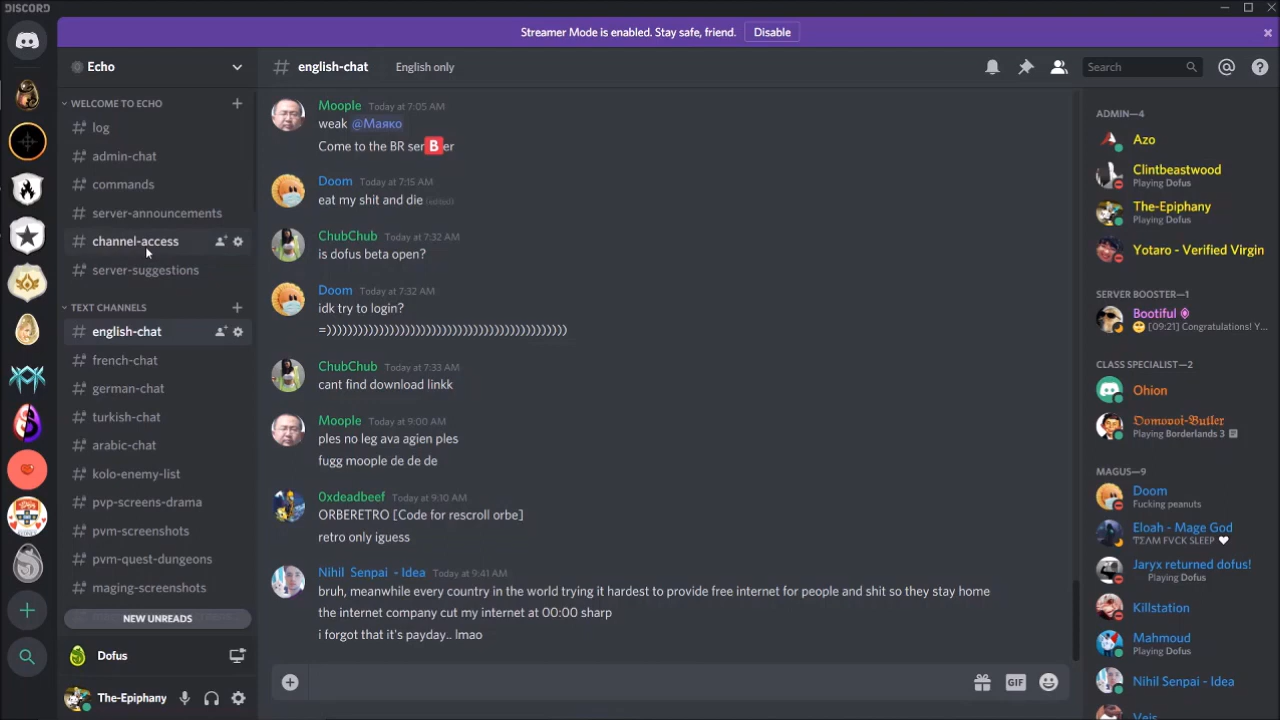 DISCORD
Streamer Mode is enabled. Stay safe, friend. Disable
Echo
WELCOME TO ECHO
log
admin-chat
commands
server-announcements
channel-access
server-suggestions
TEXT CHANNELS
english-chat
french-chat
german-chat
turkish-chat
arabic-chat
kolo-enemy-list
pvp-screens-drama
pvm-screenshots
pvm-quest-dungeons
maging-screenshots
NEW UNREADS
Dofus
The-Epiphany
english-chat English only
Search
Moople Today at 7:05 AM
weak @Маяко
Come to the BR ser B er
Doom Today at 7:15 AM
eat my shit and die (edited)
ChubChub Today at 7:32 AM
is dofus beta open?
Doom Today at 7:32 AM
idk try to login?
ChubChub Today at 7:33 AM
cant find download linkk
Moople Today at 9:00 AM
ples no leg ava agien ples
fugg moople de de de
0xdeadbeef Today at 9:10 AM
ORBERETRO [Code for rescroll orbe]
retro only iguess
Nihil Senpai - Idea Today at 9:41 AM
bruh, meanwhile every country in the world trying it hardest to provide free internet for people and shit so they stay home
the internet company cut my internet at 00:00 sharp
i forgot that it's payday.. lmao
GIF
ADMIN—4
Azo
Clintbeastwood
Playing Dofus
The-Epiphany
Playing Dofus
Yotaro - Verified Virgin
SERVER BOOSTER—1
Bootiful
[09:21] Congratulations! Y...
CLASS SPECIALIST—2
Ohion
𝕯𝖔𝖒𝖔𝖛𝖔𝖎-𝕭𝖚𝖙𝖑𝖊𝖗
Playing Borderlands 3
MAGUS—9
Doom
Fucking peanuts
Eloah - Mage God
TΣΛM FVCK SLEEP
Jaryx returned dofus!
Playing Dofus
Killstation
Mahmoud
Playing Dofus
Nihil Senpai - Idea